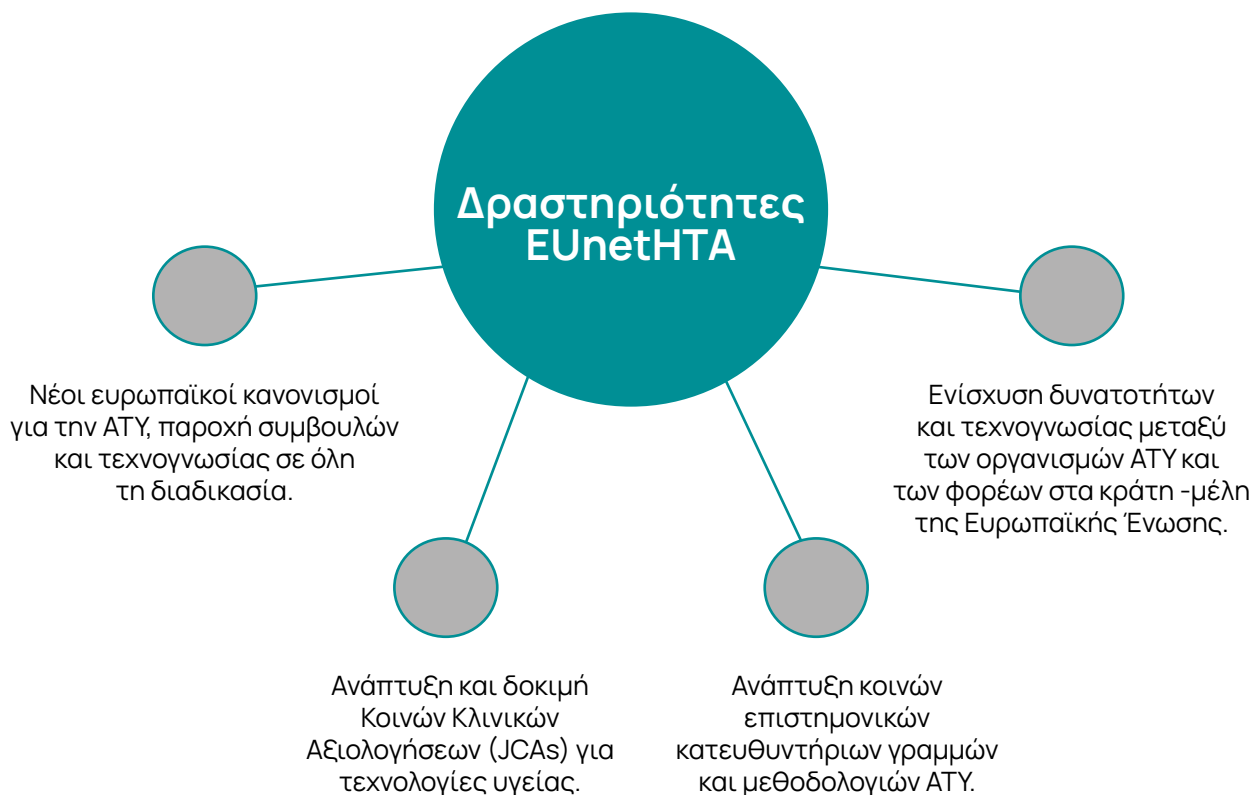 Δραστηριότητες
EUnetHTA
Νέοι ευρωπαϊκοί κανονισμοί
για την ΑΤΥ, παροχή συμβουλών
και τεχνογνωσίας σε όλη
τη διαδικασία.
Ανάπτυξη και δοκιμή
Κοινών Κλινικών
Αξιολογήσεων (JCAs) για
τεχνολογίες υγείας.
Ανάπτυξη κοινών
επιστημονικών
κατευθυντήριων γραμμών
και μεθοδολογιών ΑΤΥ.
Ενίσχυση δυνατοτήτων
και τεχνογνωσίας μεταξύ
των οργανισμών ΑΤΥ και
των φορέων στα κράτη -μέλη
της Ευρωπαϊκής Ένωσης.